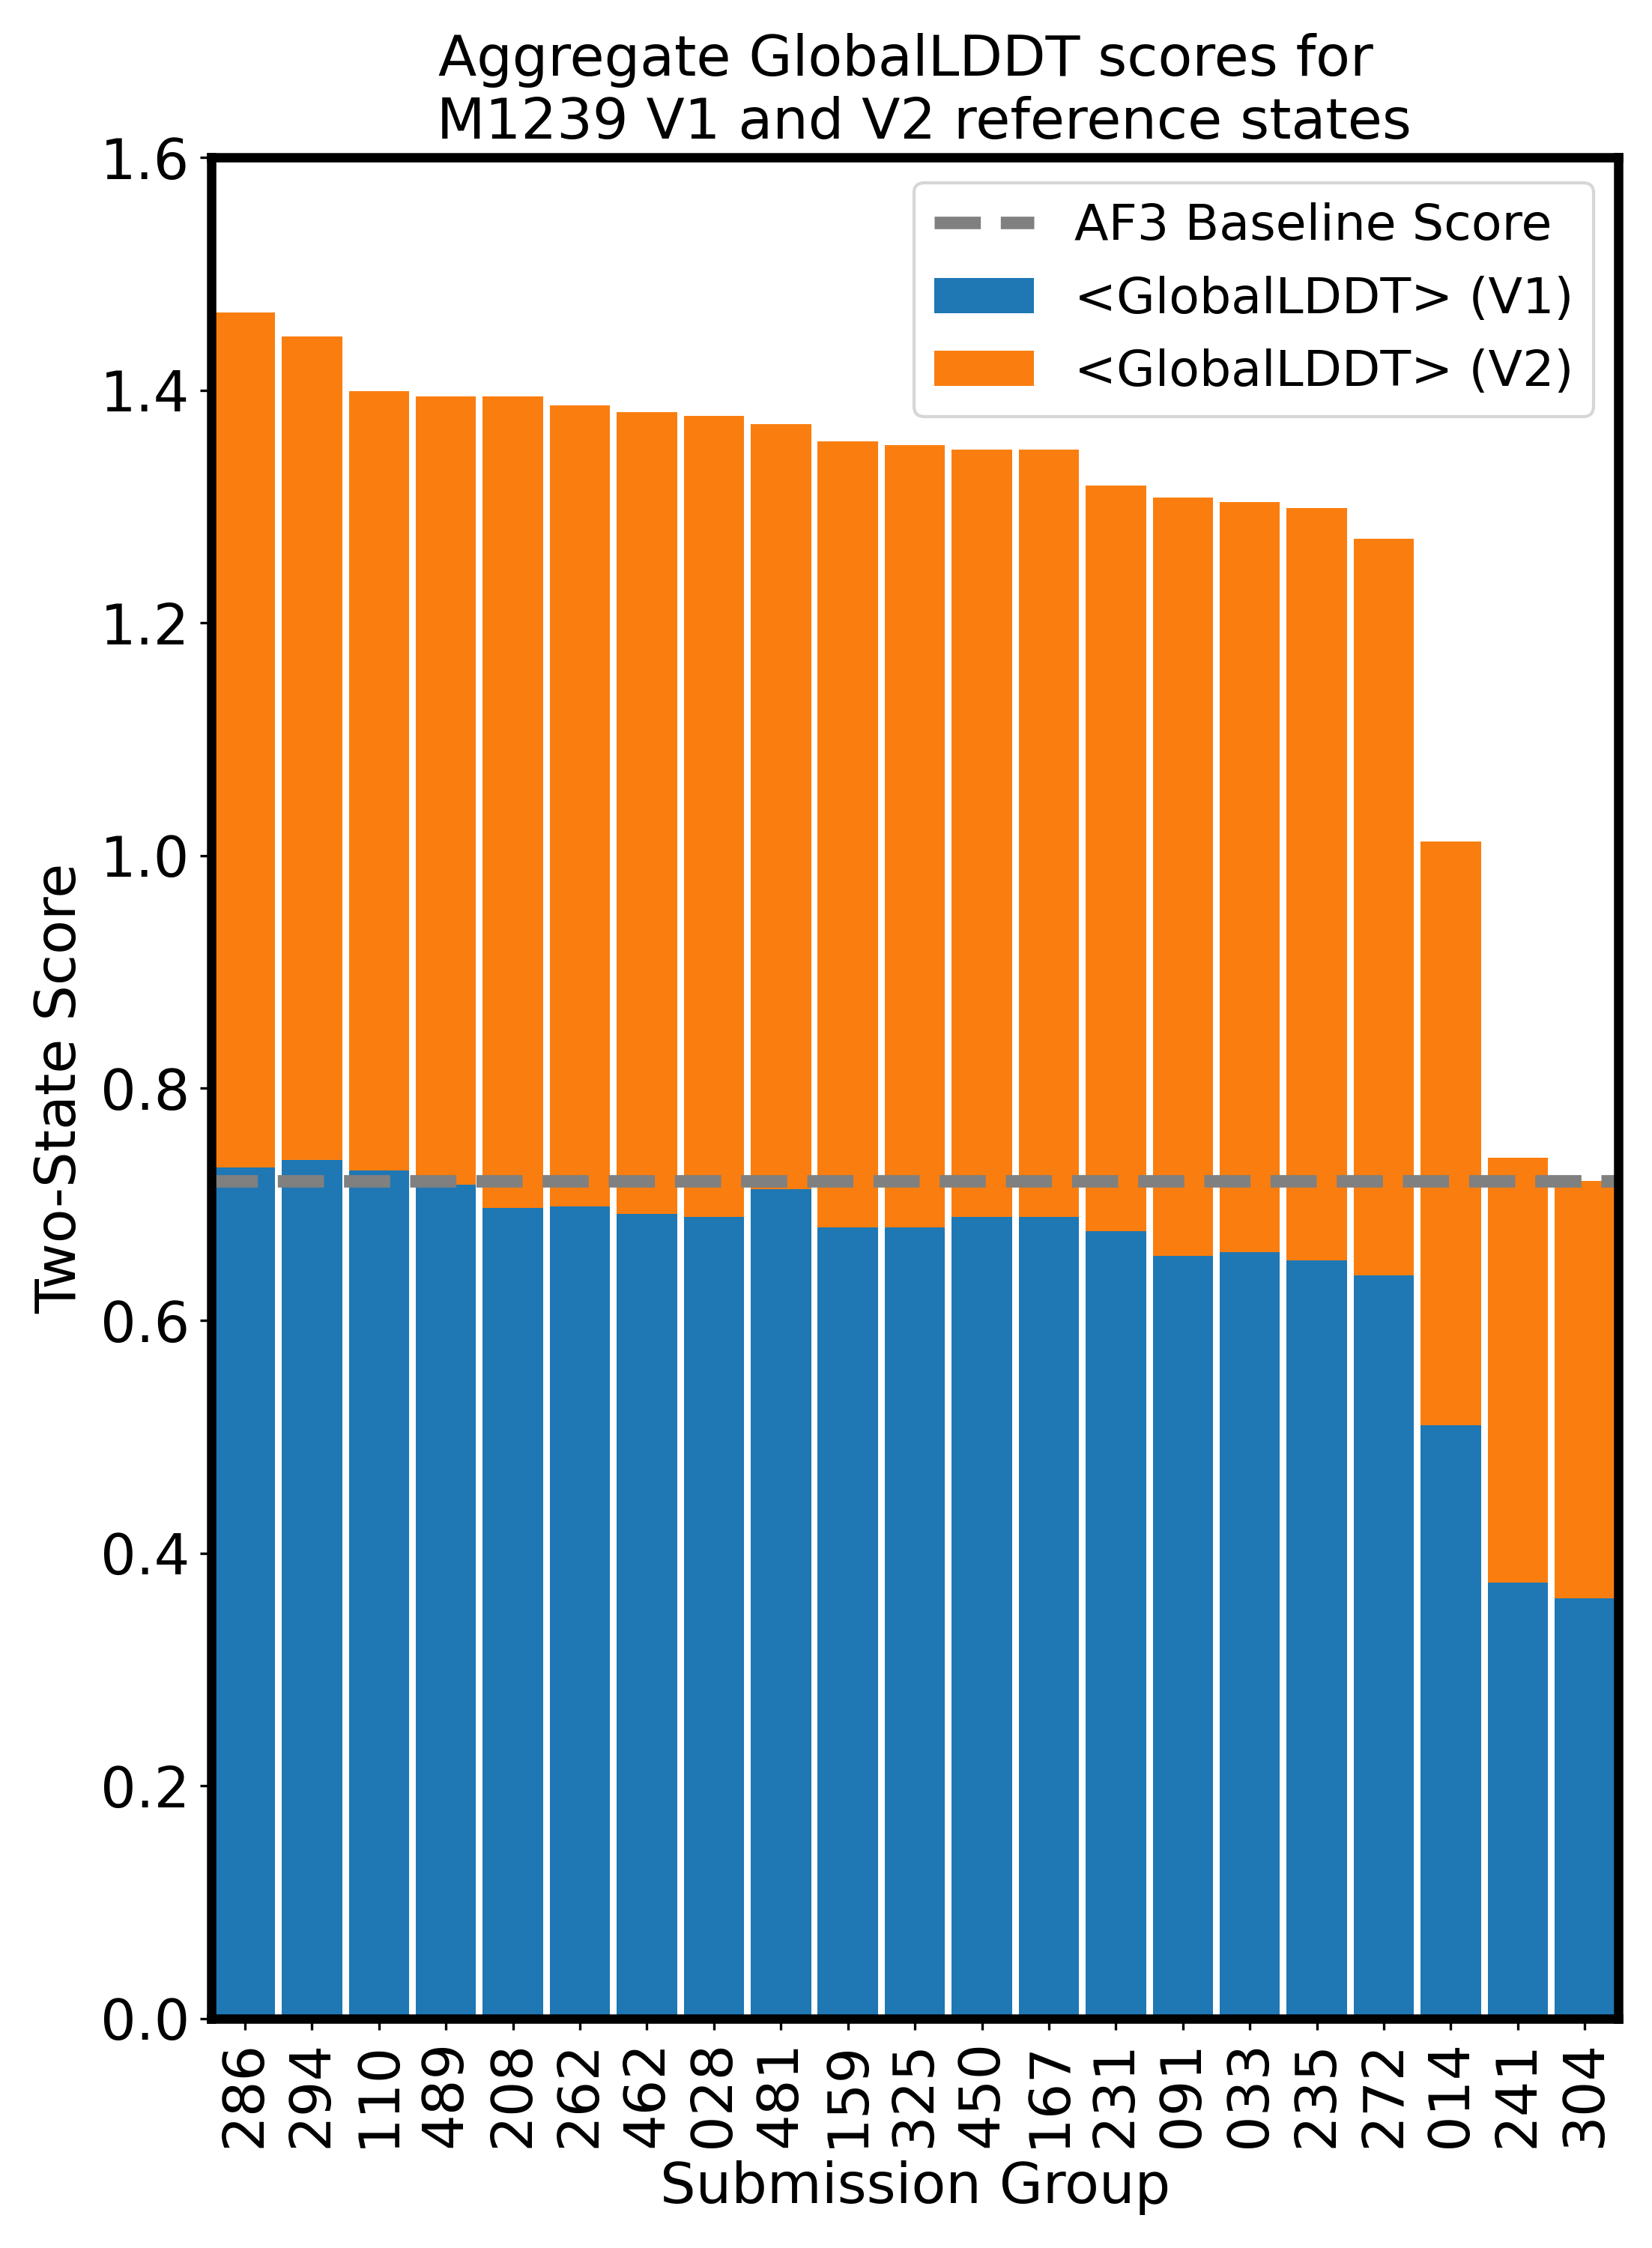 Aggregate GlobalLDDT scores for
M1239 V1 and V2 reference states
AF3 Baseline Score
<GlobalLDDT> (V1)
<GlobalLDDT> (V2)
Two-State Score
1.6
1.4
1.2
1.0
0.8
0.6
0.4
0.2
0.0
286 294 110 489 208 262 462 028 481 159 325 450 167 231 091 033 235 272 014 241 304
Submission Group